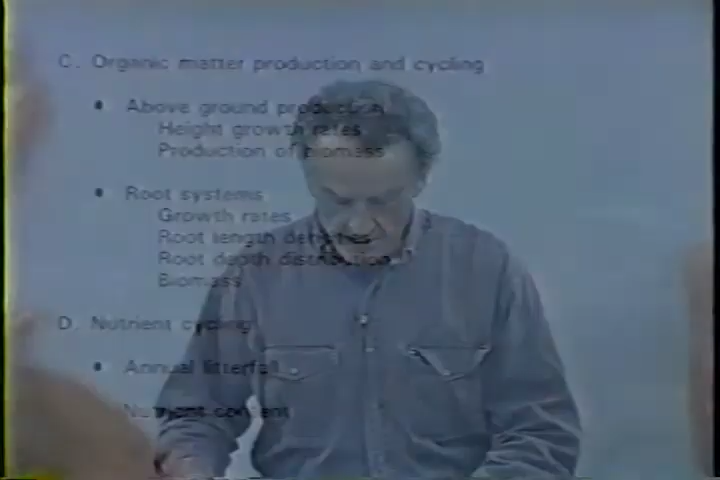 C. Organic matter production and cycling
• Above ground production
Height growth rates
Production of biomass
• Root systems
Growth rates
Root length densities
Root depth distribution
Biomass
D. Nutrient cycling
• Annual litterfall
Nutrient content